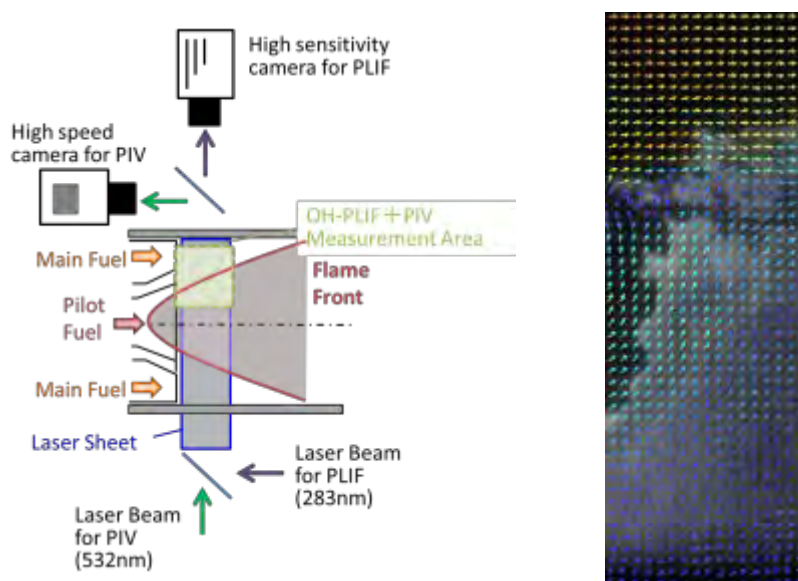 High sensitivity
camera for PLIF
High speed
camera for PIV
OH-PLIF+PIV
Measurement Area
Main Fuel
Flame
Front
Pilot
Fuel
Main Fuel
Laser Sheet
Laser Beam
for PLIF
(283nm)
Laser Beam
for PIV
(532nm)